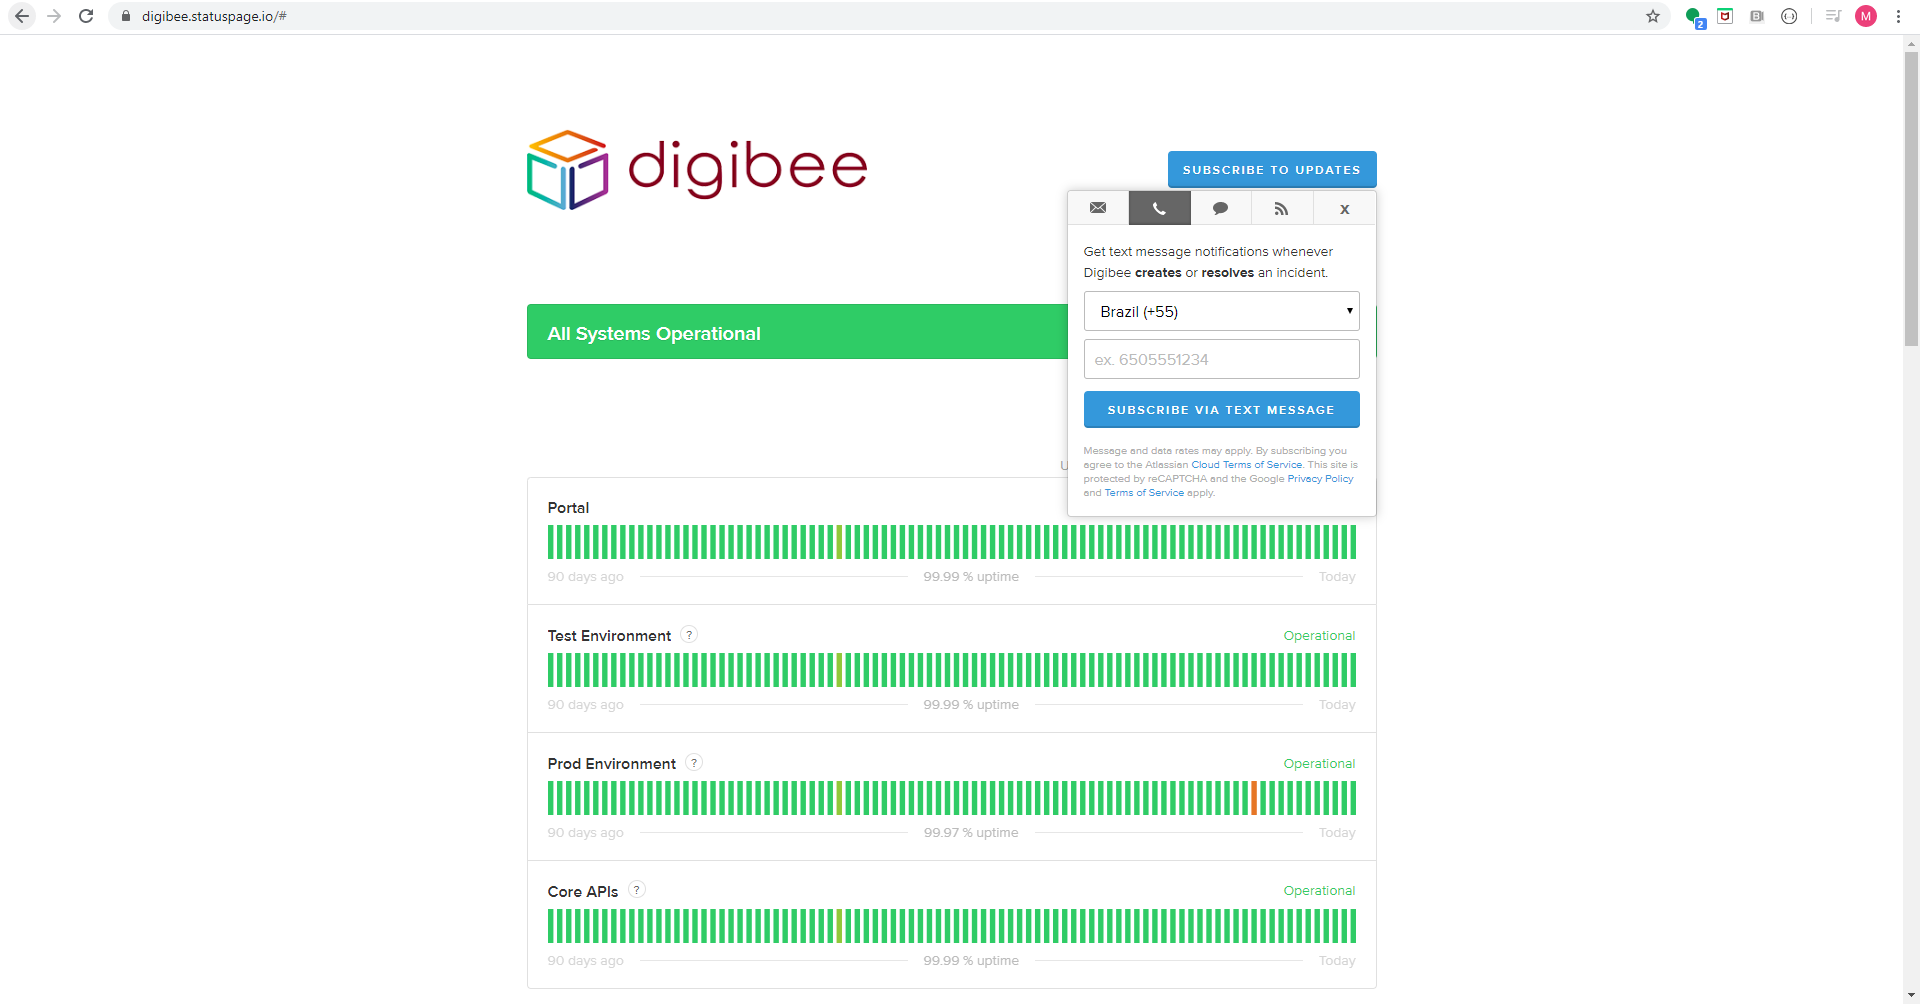 digibee.statuspage.io/#
2
M
digibee
SUBSCRIBE TO UPDATES
x
Get text message notifications whenever
Digibee creates or resolves an incident.
Brazil (+55)
ex. 6505551234
SUBSCRIBE VIA TEXT MESSAGE
Message and data rates may apply. By subscribing you
agree to the Atlassian Cloud Terms of Service. This site is
protected by reCAPTCHA and the Google Privacy Policy
and Terms of Service apply.
All Systems Operational
Portal
90 days ago 99.99 % uptime Today
Test Environment ? Operational
90 days ago 99.99 % uptime Today
Prod Environment ? Operational
90 days ago 99.97 % uptime Today
Core APIs ? Operational
90 days ago 99.99 % uptime Today